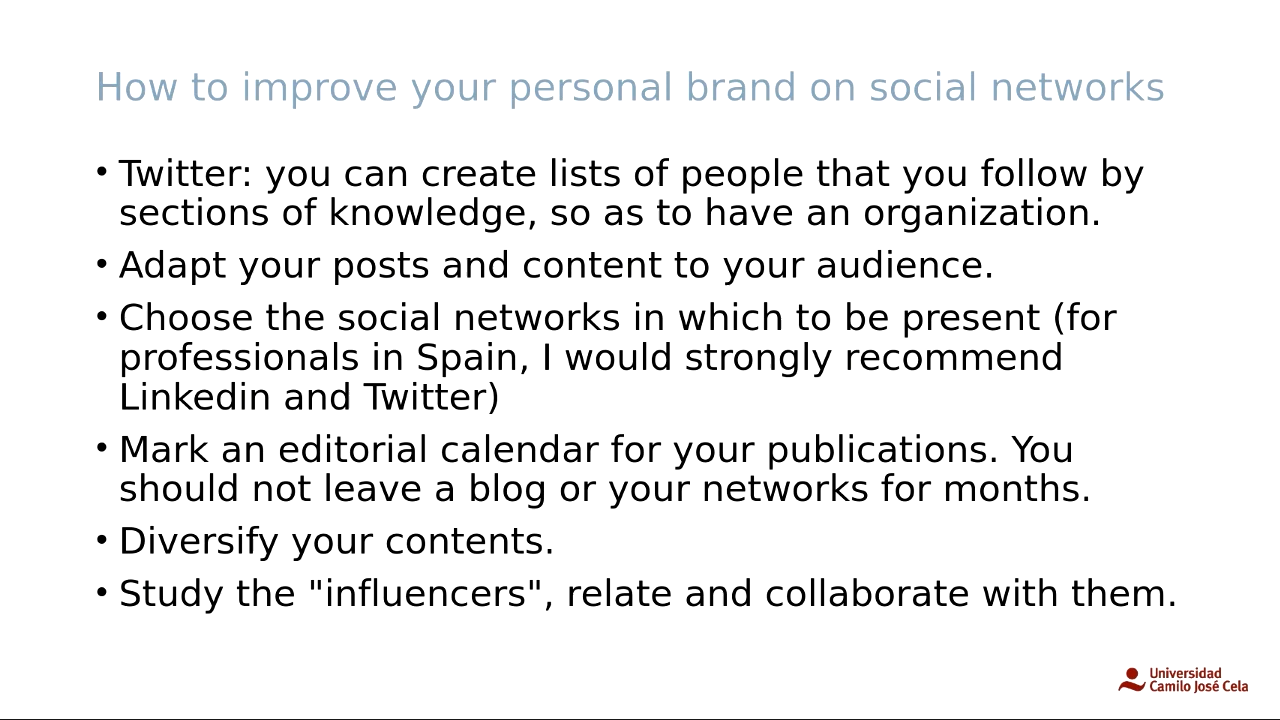 How to improve your personal brand on social networks
• Twitter: you can create lists of people that you follow by
sections of knowledge, so as to have an organization.
• Adapt your posts and content to your audience.
• Choose the social networks in which to be present (for
professionals in Spain, I would strongly recommend
Linkedin and Twitter)
• Mark an editorial calendar for your publications. You
should not leave a blog or your networks for months.
• Diversify your contents.
• Study the "influencers", relate and collaborate with them.
Universidad
Camilo José Cela